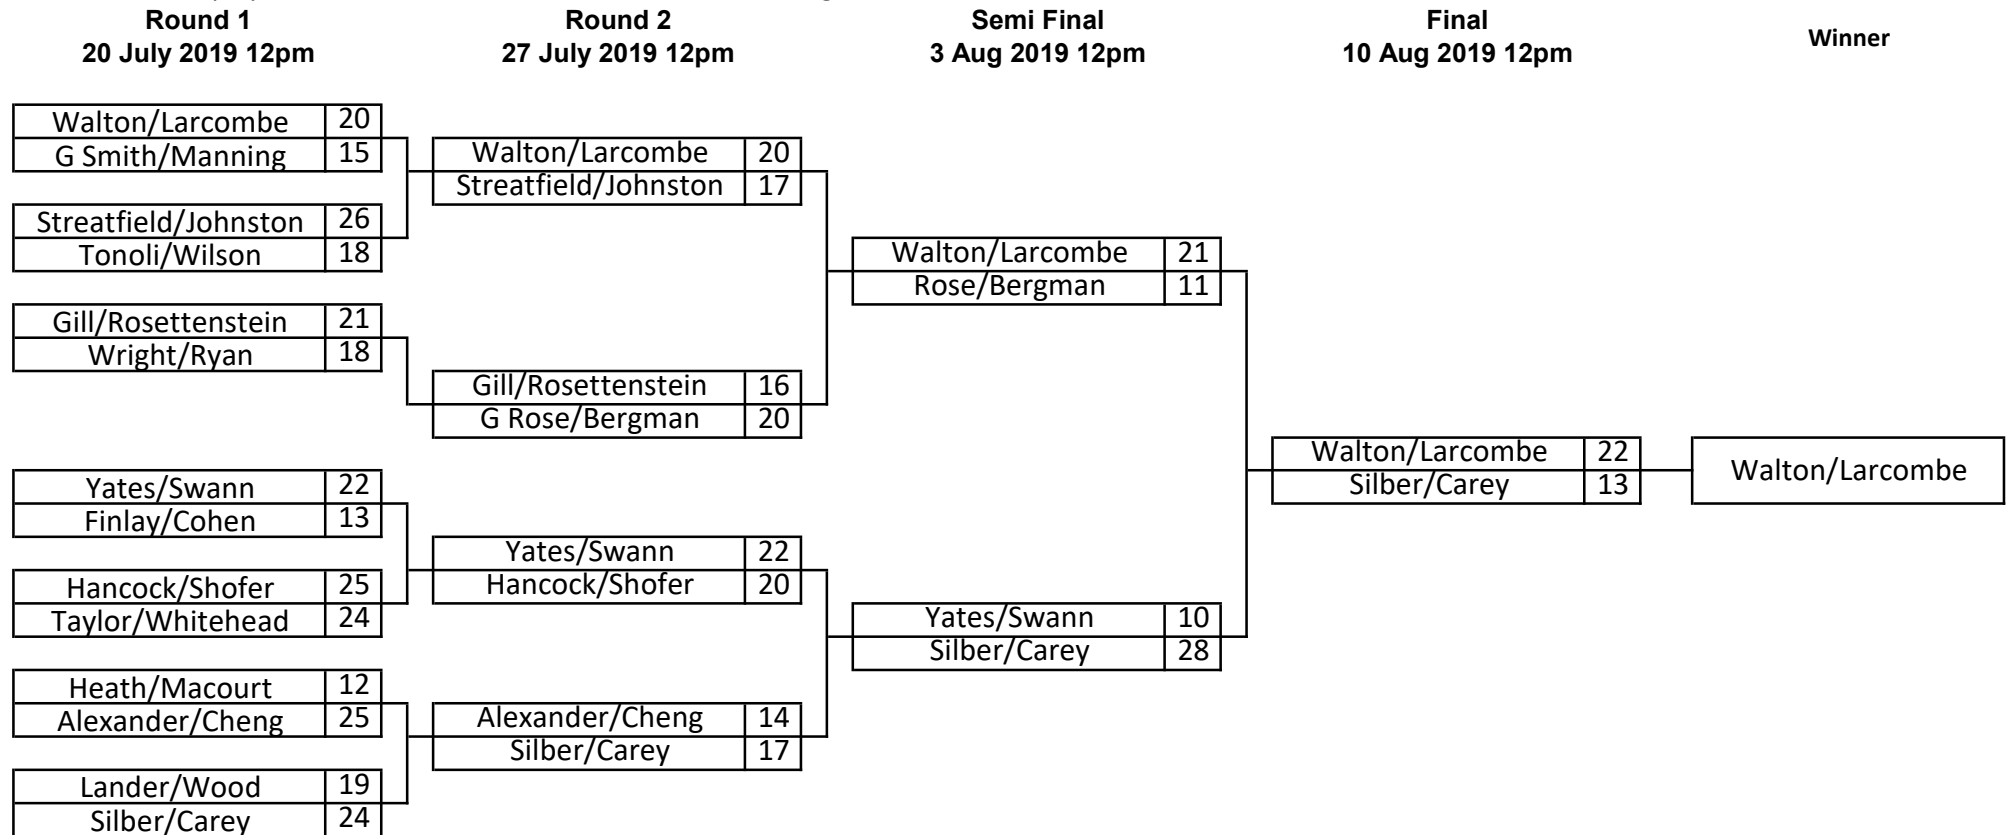 Round 1
20 July 2019 12pm
Round 2
27 July 2019 12pm
Semi Final
3 Aug 2019 12pm
Final
10 Aug 2019 12pm
Winner
Walton/Larcombe 20
G Smith/Manning 15
Streatfield/Johnston 26
Tonoli/Wilson 18
Gill/Rosettenstein 21
Wright/Ryan 18
Yates/Swann 22
Finlay/Cohen 13
Hancock/Shofer 25
Taylor/Whitehead 24
Heath/Macourt 12
Alexander/Cheng 25
Lander/Wood 19
Silber/Carey 24
Walton/Larcombe 20
Streatfield/Johnston 17
Gill/Rosettenstein 16
G Rose/Bergman 20
Yates/Swann 22
Hancock/Shofer 20
Alexander/Cheng 14
Silber/Carey 17
Walton/Larcombe 21
Rose/Bergman 11
Yates/Swann 10
Silber/Carey 28
Walton/Larcombe 22
Silber/Carey 13
Walton/Larcombe